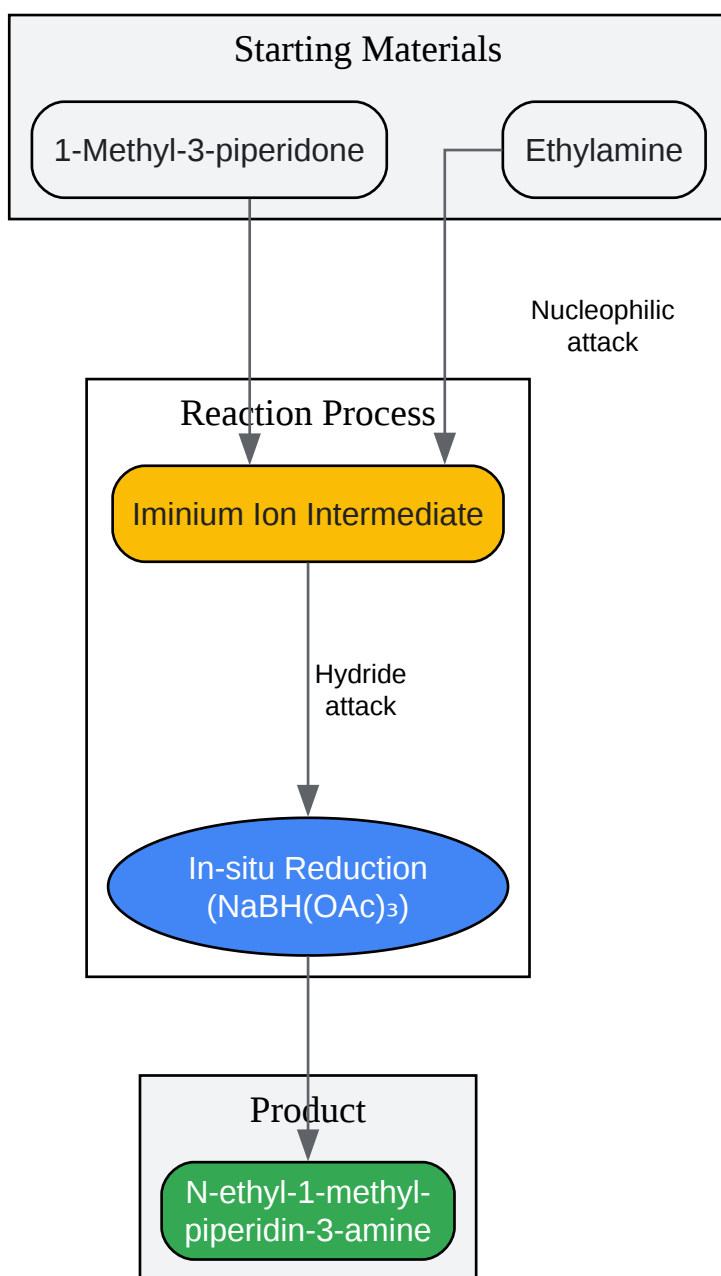 Starting Materials
1-Methyl-3-piperidone
Ethylamine
Nucleophilic
attack
Reaction Process
Iminium Ion Intermediate
Hydride
attack
In-situ Reduction
(NaBH(OAc)₃)
Product
N-ethyl-1-methyl-
piperidin-3-amine